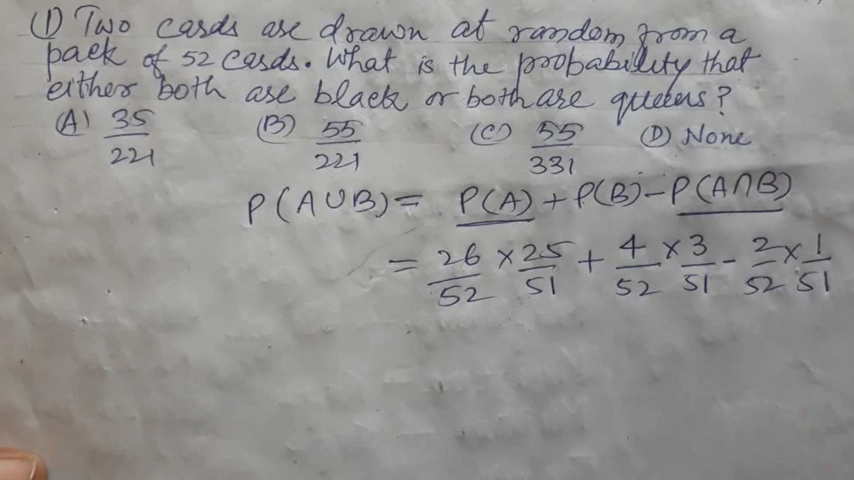 (1) Two cards are drawn at random from a
pack of 52 cards. What is the probability that
either both are black or both are queens?
(A) 35/221 (B) 55/221 (C) 55/331 (D) None
P(A∪B) = P(A) + P(B) - P(A∩B)
= 26/52 × 25/51 + 4/52 × 3/51 - 2/52 × 1/51